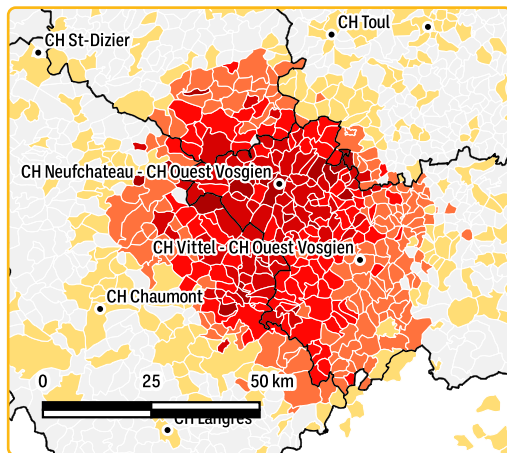 CH Toul
CH St-Dizier
CH Neufchateau - CH Ouest Vosgien
CH Vittel - CH Ouest Vosgien
CH Chaumont
0 25 50 km
CH Langres